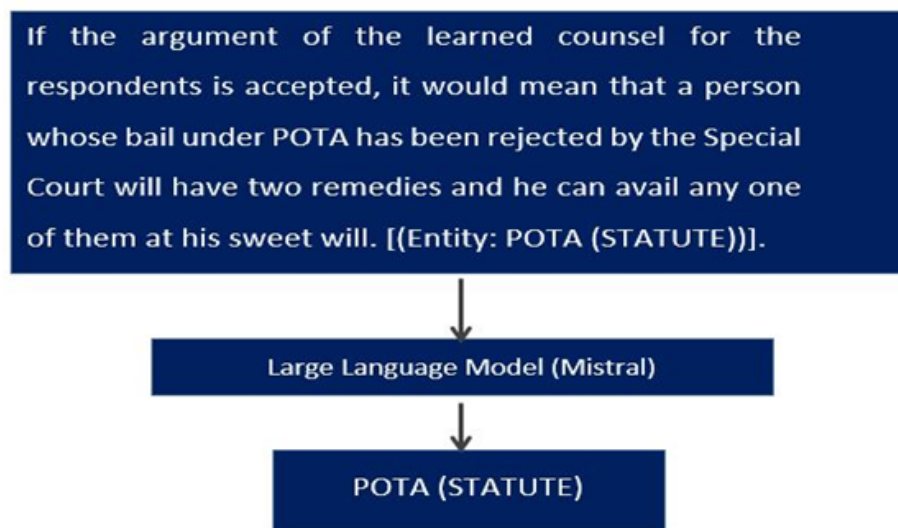 If the argument of the learned counsel for the
respondents is accepted, it would mean that a person
whose bail under POTA has been rejected by the Special
Court will have two remedies and he can avail any one
of them at his sweet will. [(Entity: POTA (STATUTE))].
Large Language Model (Mistral)
POTA (STATUTE)